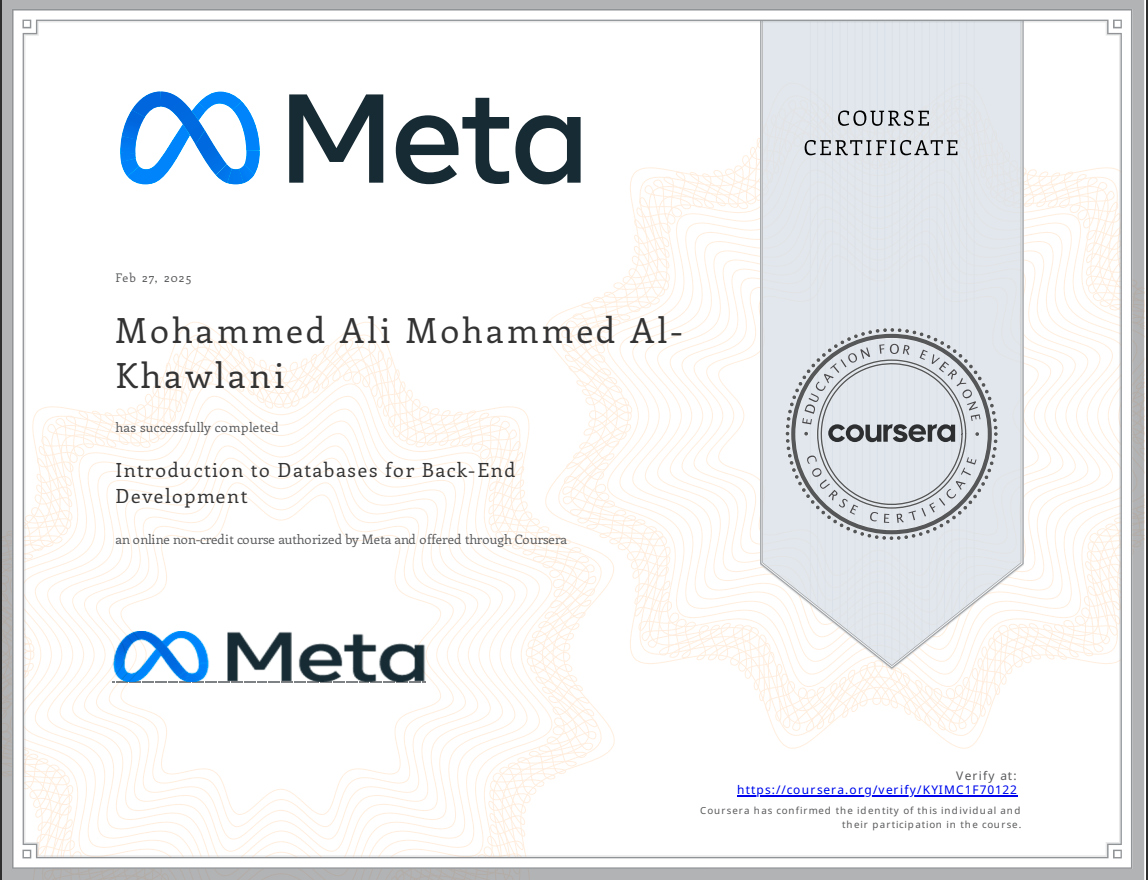 Meta
COURSE
CERTIFICATE
Feb 27, 2025
Mohammed Ali Mohammed Al-
Khawlani
has successfully completed
Introduction to Databases for Back-End
Development
an online non-credit course authorized by Meta and offered through Coursera
EDUCATION FOR EVERYONE
coursera
COURSE CERTIFICATE
Meta
Verify at:
https://coursera.org/verify/KYIMC1F70122
Coursera has confirmed the identity of this individual and
their participation in the course.